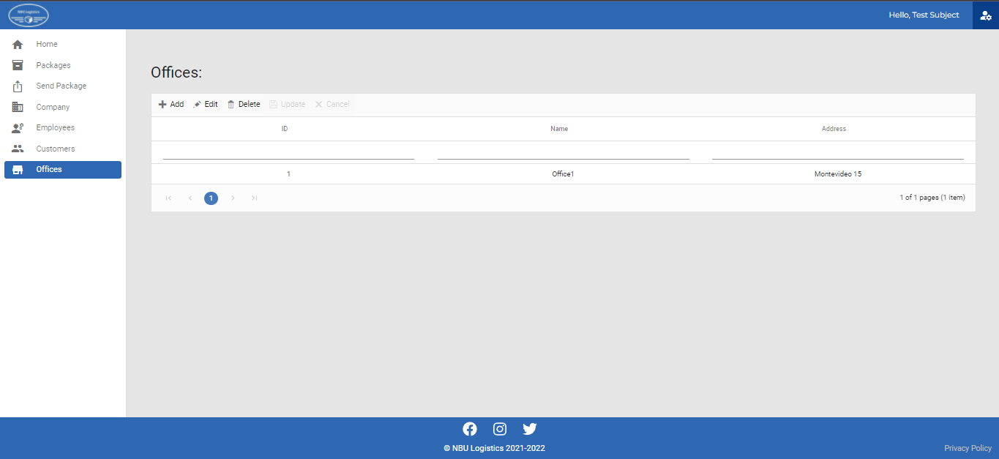 NBU Logistics
Hello, Test Subject
Home
Packages
Send Package
Company
Employees
Customers
Offices
Offices:
Add Edit Delete Update Cancel
ID Name Address
1 Office1 Montevideo 15
1 1 of 1 pages (1 item)
© NBU Logistics 2021-2022
Privacy Policy